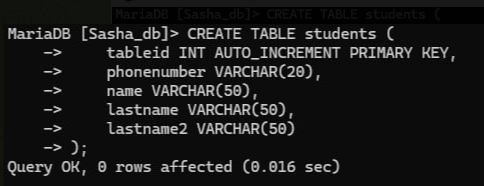 MariaDB [Sasha_db]> CREATE TABLE students (
MariaDB [Sasha_db]> CREATE TABLE students (
    ->     tableid INT AUTO_INCREMENT PRIMARY KEY,
    ->     phonenumber VARCHAR(20),
    ->     name VARCHAR(50),
    ->     lastname VARCHAR(50),
    ->     lastname2 VARCHAR(50)
    -> );
Query OK, 0 rows affected (0.016 sec)